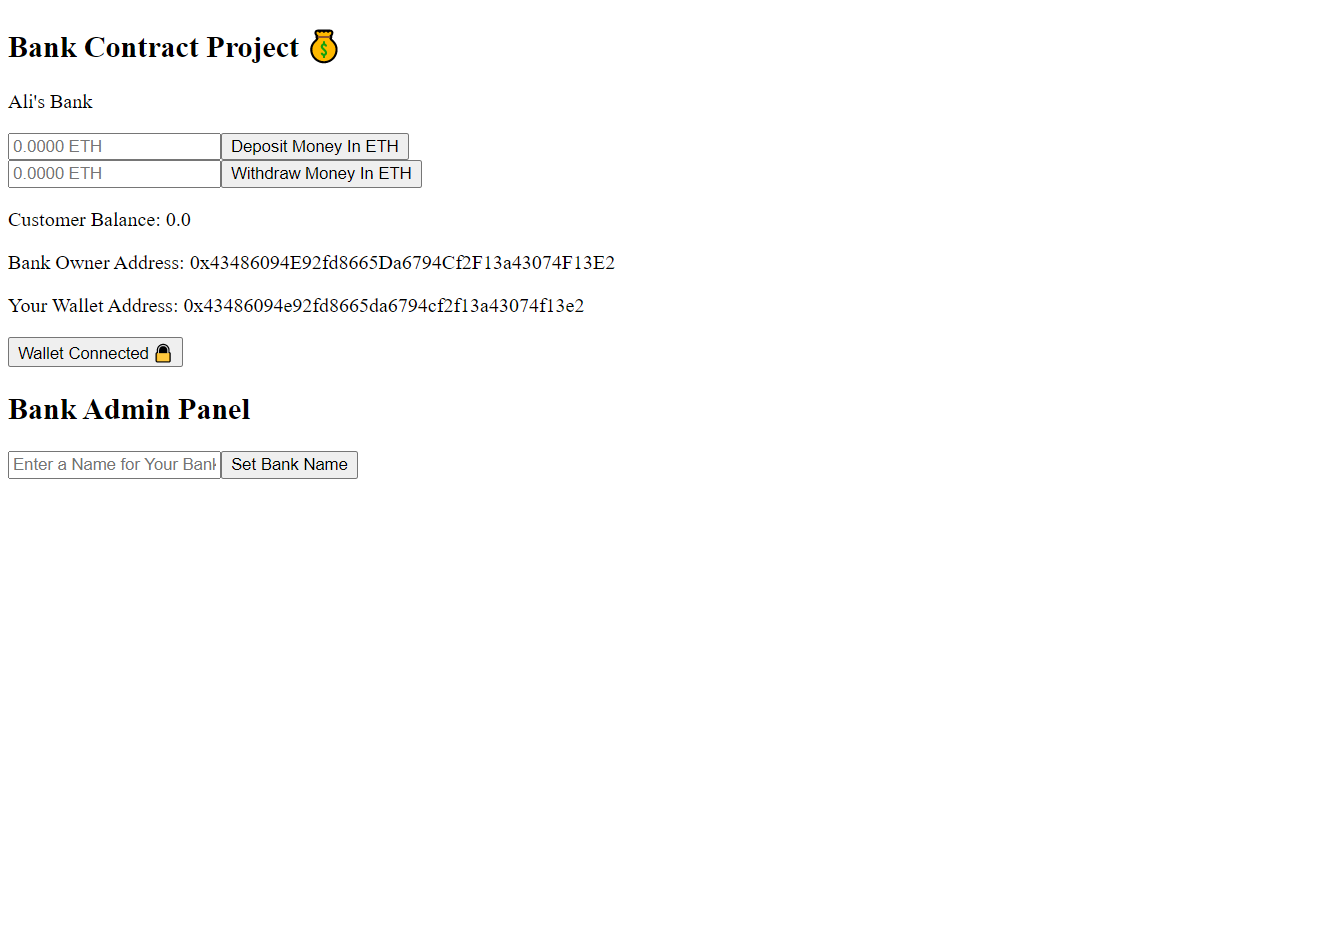 Bank Contract Project 💰
Ali's Bank
0.0000 ETH Deposit Money In ETH
0.0000 ETH Withdraw Money In ETH
Customer Balance: 0.0
Bank Owner Address: 0x43486094E92fd8665Da6794Cf2F13a43074F13E2
Your Wallet Address: 0x43486094e92fd8665da6794cf2f13a43074f13e2
Wallet Connected 🔒
Bank Admin Panel
Enter a Name for Your Bank Set Bank Name